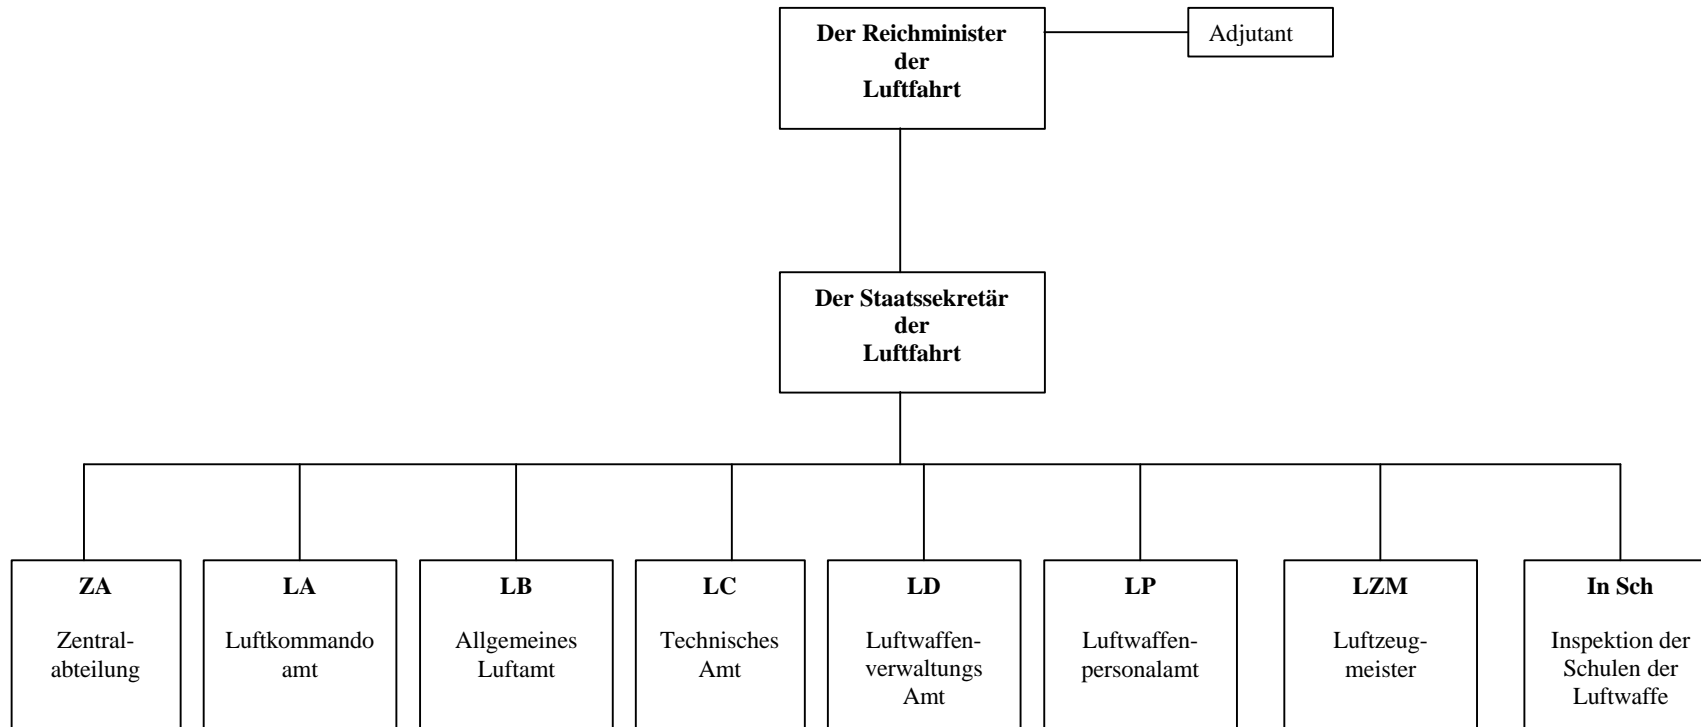 Der Reichminister
der
Luftfahrt
Adjutant
Der Staatssekretär
der
Luftfahrt
ZA
Zentral-
abteilung
LA
Luftkommando
amt
LB
Allgemeines
Luftamt
LC
Technisches
Amt
LD
Luftwaffen-
verwaltungs
Amt
LP
Luftwaffen-
personalamt
LZM
Luftzeug-
meister
In Sch
Inspektion der
Schulen der
Luftwaffe